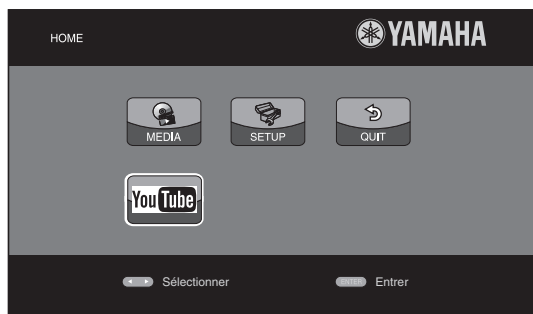 HOME
YAMAHA
MEDIA
SETUP
QUIT
You Tube
Sélectionner
ENTER Entrer